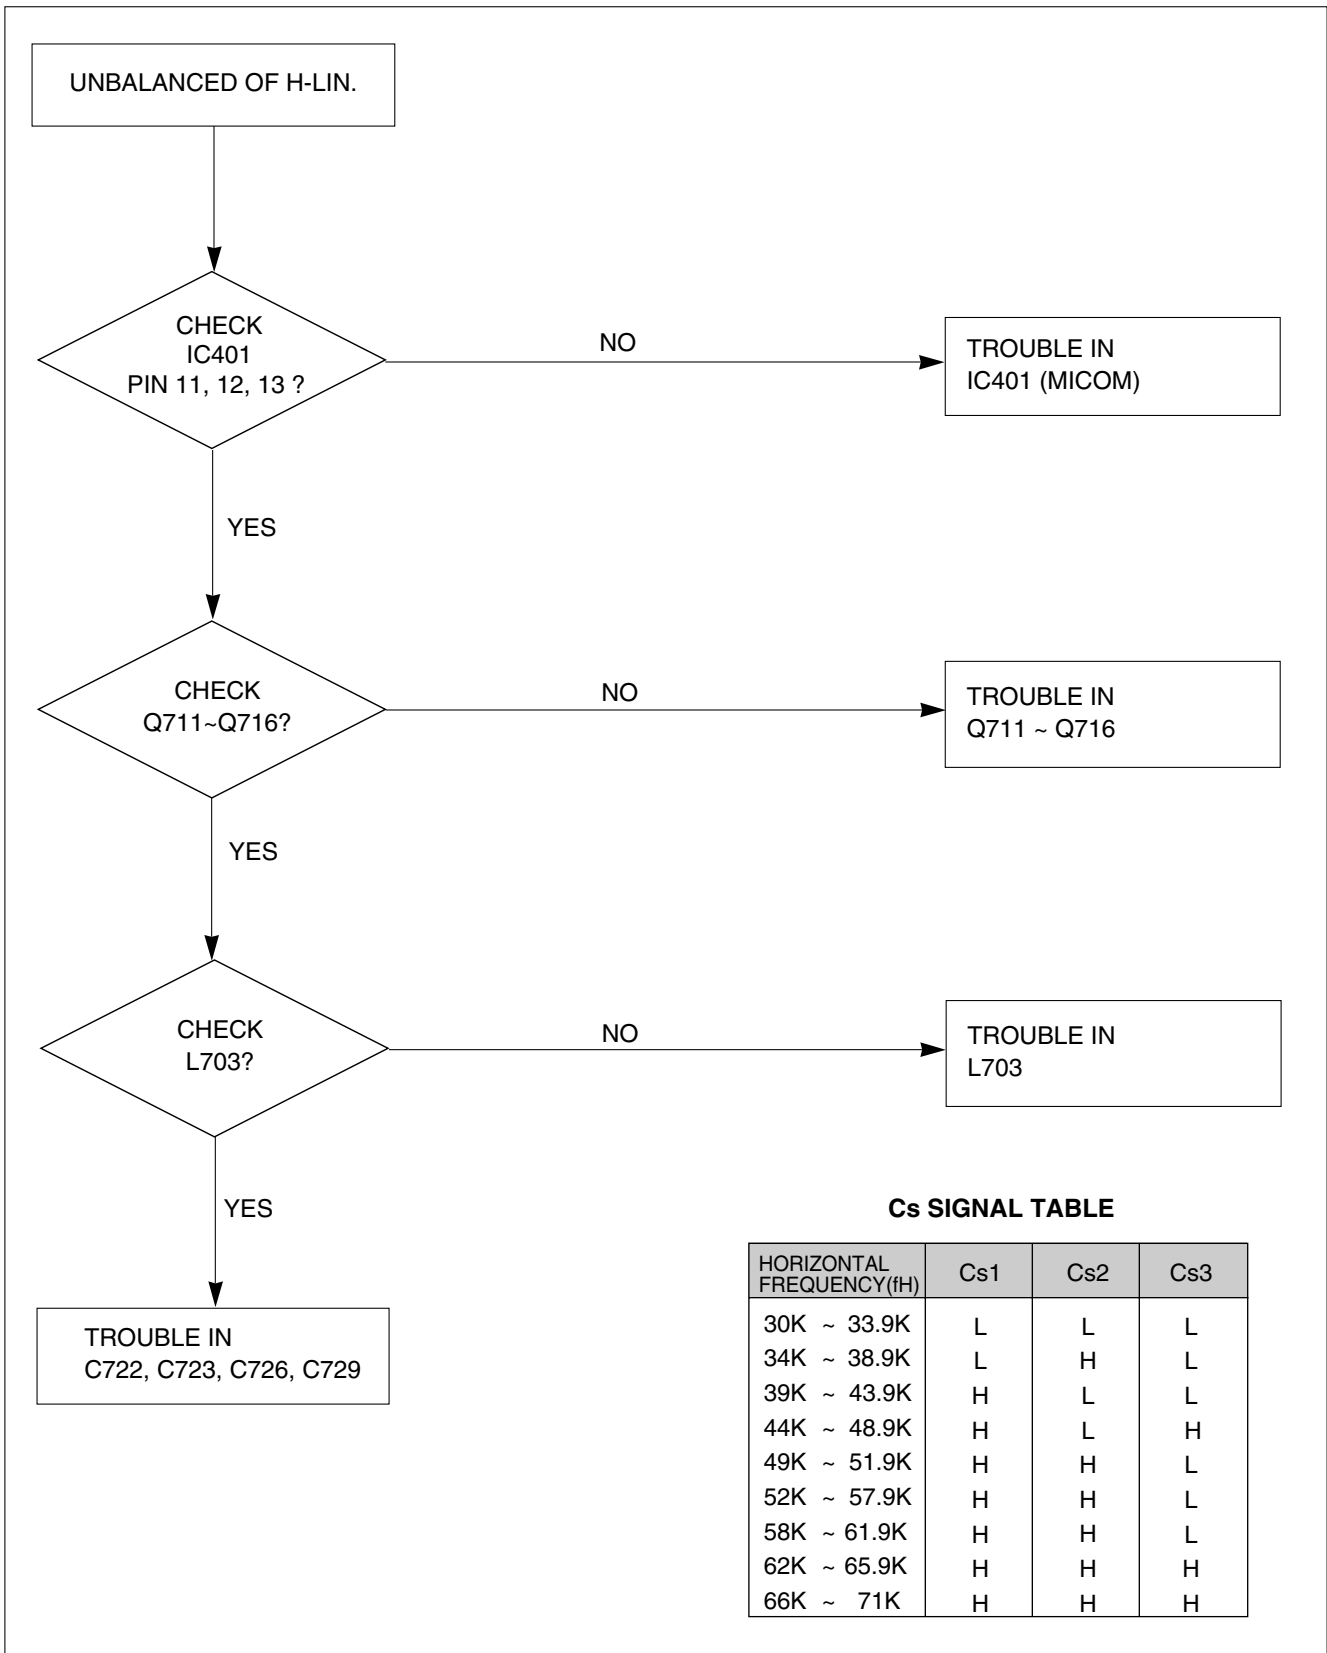 UNBALANCED OF H-LIN.
CHECK
IC401
PIN 11, 12, 13 ?
NO
TROUBLE IN
IC401 (MICOM)
YES
CHECK
Q711~Q716?
NO
TROUBLE IN
Q711 ~ Q716
YES
CHECK
L703?
NO
TROUBLE IN
L703
YES
TROUBLE IN
C722, C723, C726, C729
Cs SIGNAL TABLE
HORIZONTAL
FREQUENCY(fH) Cs1 Cs2 Cs3
30K ~ 33.9K L L L
34K ~ 38.9K L H L
39K ~ 43.9K H L L
44K ~ 48.9K H L H
49K ~ 51.9K H H L
52K ~ 57.9K H H L
58K ~ 61.9K H H L
62K ~ 65.9K H H H
66K ~ 71K H H H